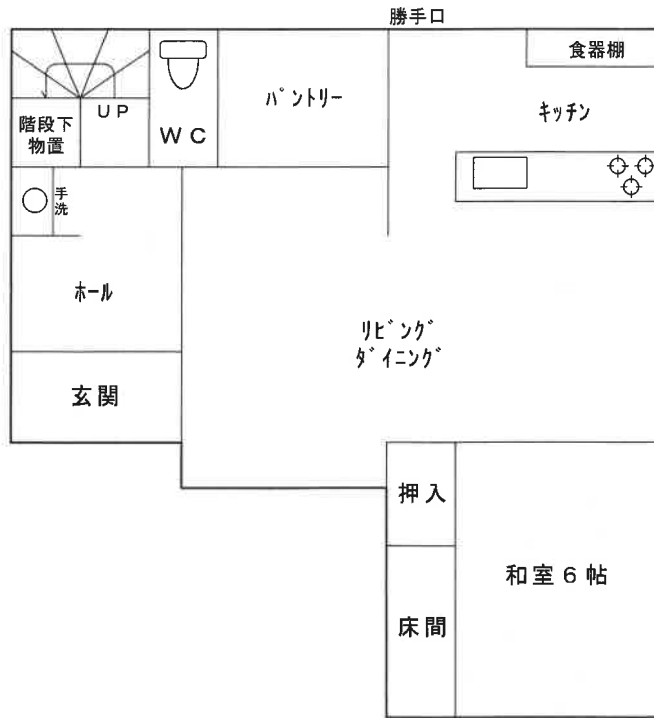 勝手口
食器棚
パントリー
キッチン
UP
階段下
物置
WC
手洗
ホール
リビング
ダイニング
玄関
押入
和室6帖
床間